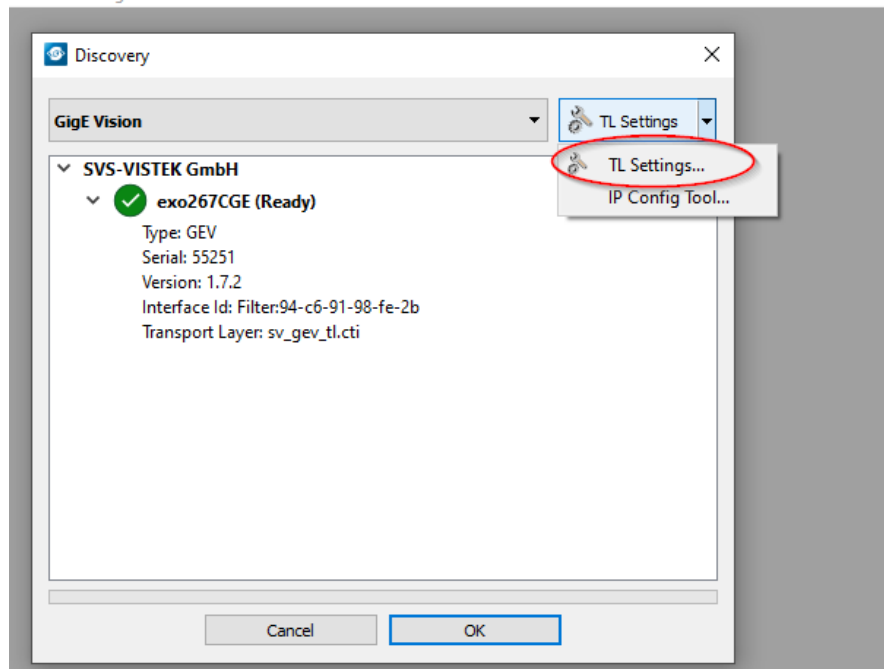 Discovery
GigE Vision
TL Settings
TL Settings...
IP Config Tool...
SVS-VISTEK GmbH
exo267CGE (Ready)
Type: GEV
Serial: 55251
Version: 1.7.2
Interface Id: Filter:94-c6-91-98-fe-2b
Transport Layer: sv_gev_tl.cti
Cancel
OK